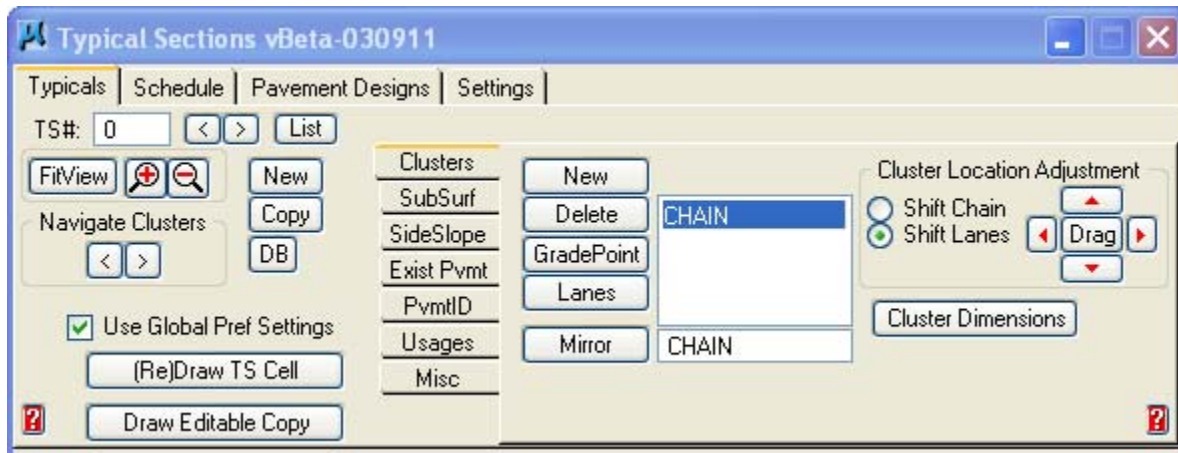 Typical Sections vBeta-030911
Typicals Schedule Pavement Designs Settings
TS#: 0 < > List
FitView
New
Copy
DB
Navigate Clusters
< >
Use Global Pref Settings
(Re)Draw TS Cell
Draw Editable Copy
?
Clusters
SubSurf
SideSlope
Exist Pvmt
PvmtID
Usages
Misc
New
Delete
GradePoint
Lanes
Mirror
CHAIN
CHAIN
Cluster Location Adjustment
Shift Chain
Shift Lanes
Drag
Cluster Dimensions
?